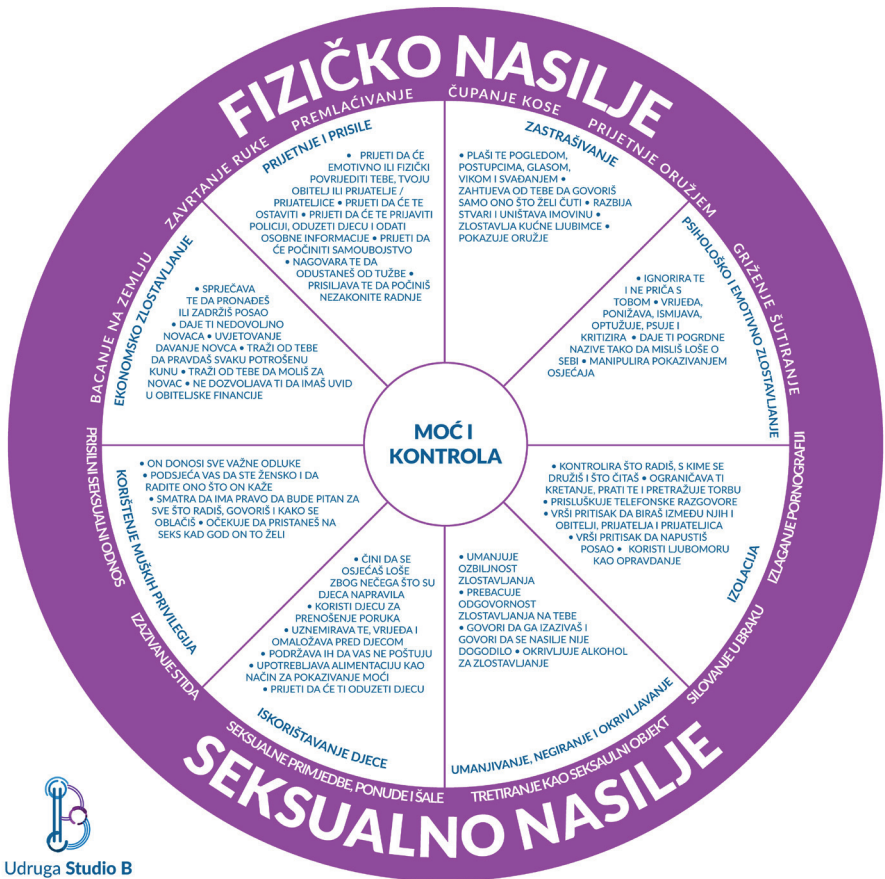 FIZIČKO NASILJE
BACANJE NA ZEMLJU
ZAVRTANJE RUKE
PREMLAĆIVANJE
ČUPANJE KOSE
PRIJETNJE ORUŽJEM
GRIŽENJE
ŠUTIRANJE
PRIJETNJE I PRISILE
• PRIJETI DA ĆE
EMOTIVNO ILI FIZIČKI
POVRIJEDITI TEBE, TVOJU
OBITELJ ILI PRIJATELJE /
PRIJATELJICE • PRIJETI DA ĆE TE
OSTAVITI • PRIJETI DA ĆE TE PRIJAVITI
POLICIJI, ODUZETI DJECU I ODATI
OSOBNE INFORMACIJE • PRIJETI DA
ĆE POČINITI SAMOUBOJSTVO
• NAGOVARA TE DA
ODUSTANEŠ OD TUŽBE •
PRISILJAVA TE DA POČINIŠ
NEZAKONITE RADNJE
ZASTRAŠIVANJE
• PLAŠI TE POGLEDOM,
POSTUPCIMA, GLASOM,
VIKOM I SVAĐANJEM •
ZAHTIJEVA OD TEBE DA GOVORIŠ
SAMO ONO ŠTO ŽELI ČUTI • RAZBIJA
STVARI I UNIŠTAVA IMOVINU •
ZLOSTAVLJA KUĆNE LJUBIMCE •
POKAZUJE ORUŽJE
PSIHOLOŠKO I EMOTIVNO ZLOSTAVLJANJE
• IGNORIRA TE
I NE PRIČA S
TOBOM • VRIJEĐA,
PONIŽAVA, ISMIJAVA,
OPTUŽUJE, PSUJE I
KRITIZIRA • DAJE TI POGRDNE
NAZIVE TAKO DA MISLIŠ LOŠE O
SEBI • MANIPULIRA POKAZIVANJEM
OSJEĆAJA
EKONOMSKO ZLOSTAVLJANJE
• SPRJEČAVA
TE DA PRONAĐEŠ
ILI ZADRŽIŠ POSAO
• DAJE TI NEDOVOLJNO
NOVACA • UVJETOVANJE
DAVANJE NOVCA • TRAŽI OD TEBE
DA PRAVDAŠ SVAKU POTROŠENU
KUNU • TRAŽI OD TEBE DA MOLIŠ ZA
NOVAC • NE DOZVOLJAVA TI DA IMAŠ UVID
U OBITELJSKE FINANCIJE
MOĆ I
KONTROLA
KORIŠTENJE MUŠKIH PRIVILEGIJA
• ON DONOSI SVE VAŽNE ODLUKE
• PODSJEĆA VAS DA STE ŽENSKO I DA
RADITE ONO ŠTO ON KAŽE
• SMATRA DA IMA PRAVO DA BUDE PITAN ZA
SVE ŠTO RADIŠ, GOVORIŠ I KAKO SE
OBLAČIŠ • OČEKUJE DA PRISTANEŠ NA
SEKS KAD GOD ON TO ŽELI
• KONTROLIRA ŠTO RADIŠ, S KIME SE
DRUŽIŠ I ŠTO ČITAŠ • OGRANIČAVA TI
KRETANJE, PRATI TE I PRETRAŽUJE TORBU
• PRISLUŠKUJE TELEFONSKE RAZGOVORE
• VRŠI PRITISAK DA BIRAŠ IZMEĐU NJIH I
OBITELJI, PRIJATELJA I PRIJATELJICA
• VRŠI PRITISAK DA NAPUSTIŠ
POSAO • KORISTI LJUBOMORU
KAO OPRAVDANJE
IZOLACIJA
• ČINI DA SE
OSJEĆAŠ LOŠE
ZBOG NEČEGA ŠTO SU
DJECA NAPRAVILA
• KORISTI DJECU ZA
PRENOŠENJE PORUKA
• UZNEMIRAVA TE, VRIJEĐA I
OMALOŽAVA PRED DJECOM
• PODRŽAVA IH DA VAS NE POŠTUJU
• UPOTREBLJAVA ALIMENTACIJU KAO
NAČIN ZA POKAZIVANJE MOĆI
• PRIJETI DA ĆE TI ODUZETI DJECU
ISKORIŠTAVANJE DJECE
• UMANJUJE
OZBILJNOST
ZLOSTAVLJANJA
• PREBACUJE
ODGOVORNOST
ZLOSTAVLJANJA NA TEBE
• GOVORI DA GA IZAZIVAŠ I
GOVORI DA SE NASILJE NIJE
DOGODILO • OKRIVLJUJE ALKOHOL
ZA ZLOSTAVLJANJE
UMANJIVANJE, NEGIRANJE I OKRIVLJAVANJE
PRISILNI SEKSUALNI ODNOS
IZAZIVANJE STIDA
SEKSUALNE PRIMJEDBE, PONUDE I ŠALE
TRETIRANJE KAO SEKSAULNI OBJEKT
SILOVANJE U BRAKU
IZLAGANJE PORNOGRAFIJI
SEKSUALNO NASILJE
Udruga Studio B